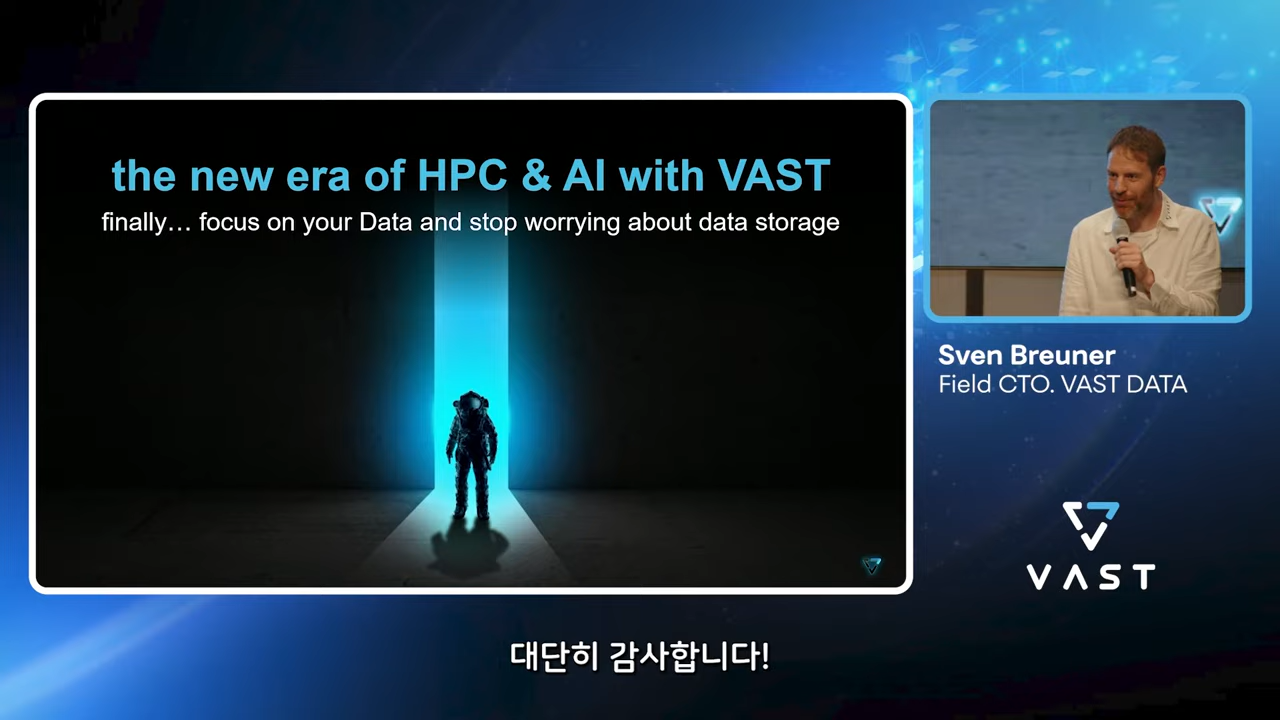 the new era of HPC & AI with VAST
finally… focus on your Data and stop worrying about data storage
Sven Breuner
Field CTO. VAST DATA
VAST
대단히 감사합니다!